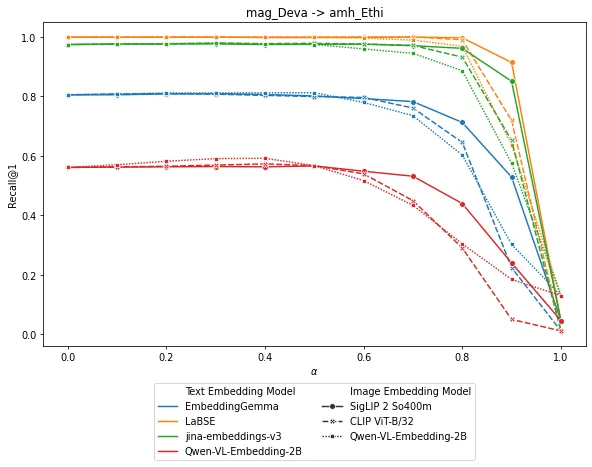 mag_Deva -> amh_Ethi
Recall@1
1.0
0.8
0.6
0.4
0.2
0.0
0.0 0.2 0.4 0.6 0.8 1.0
α
Text Embedding Model
EmbeddingGemma
LaBSE
jina-embeddings-v3
Qwen-VL-Embedding-2B
Image Embedding Model
SigLIP 2 So400m
CLIP ViT-B/32
Qwen-VL-Embedding-2B